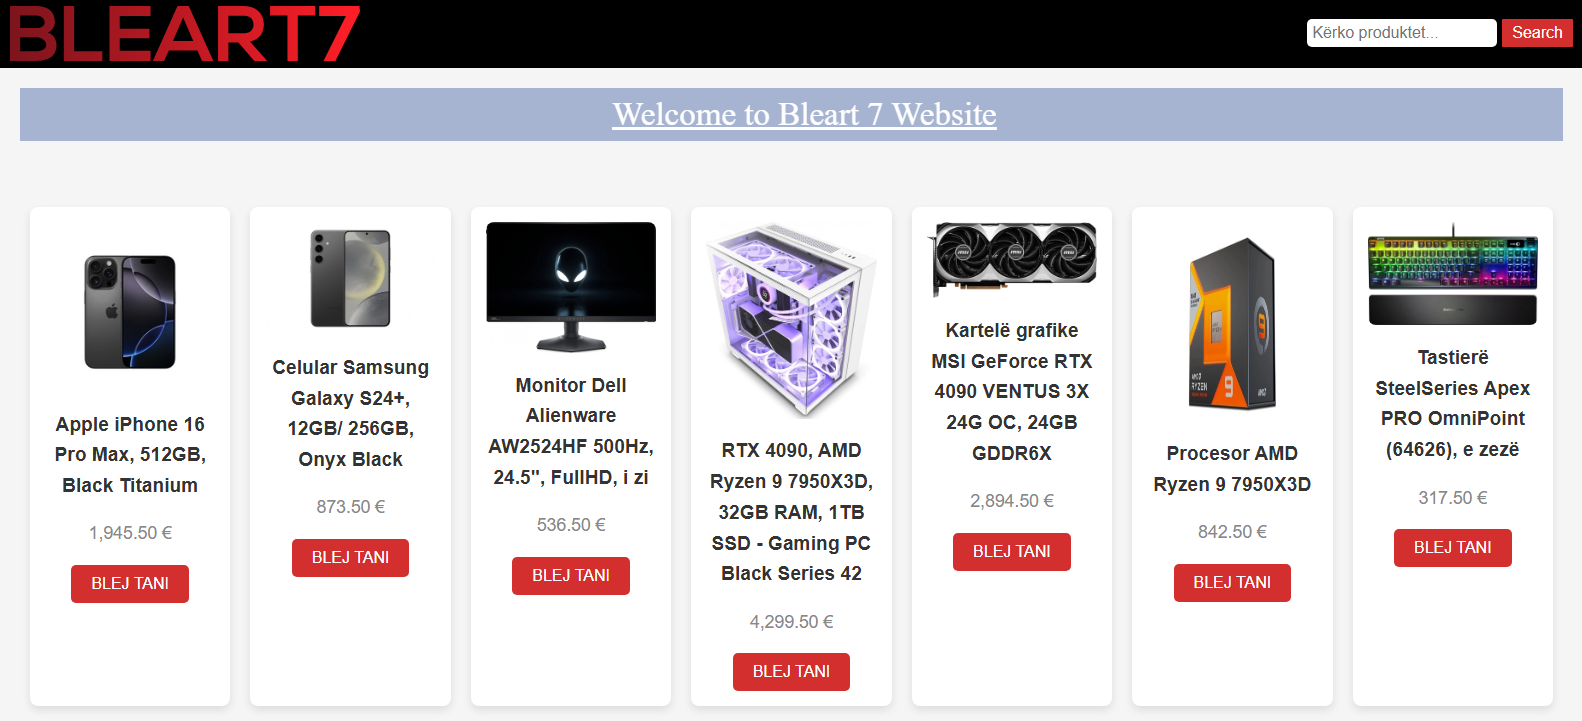 BLEART7
Kërko produktet...
Search
Welcome to Bleart 7 Website
Apple iPhone 16
Pro Max, 512GB,
Black Titanium
1,945.50 €
BLEJ TANI
Celular Samsung
Galaxy S24+,
12GB/ 256GB,
Onyx Black
873.50 €
BLEJ TANI
Monitor Dell
Alienware
AW2524HF 500Hz,
24.5", FullHD, i zi
536.50 €
BLEJ TANI
RTX 4090, AMD
Ryzen 9 7950X3D,
32GB RAM, 1TB
SSD - Gaming PC
Black Series 42
4,299.50 €
BLEJ TANI
Kartelë grafike
MSI GeForce RTX
4090 VENTUS 3X
24G OC, 24GB
GDDR6X
2,894.50 €
BLEJ TANI
RYZEN
9
AMD
Procesor AMD
Ryzen 9 7950X3D
842.50 €
BLEJ TANI
Tastierë
SteelSeries Apex
PRO OmniPoint
(64626), e zezë
317.50 €
BLEJ TANI